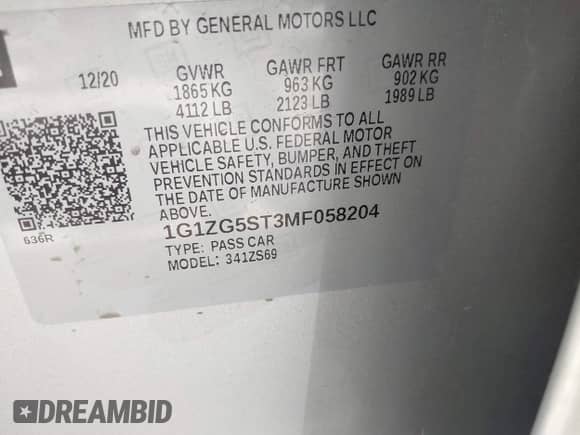 MFD BY GENERAL MOTORS LLC
12/20 GVWR GAWR FRT GAWR RR
1865 KG 963 KG 902 KG
4112 LB 2123 LB 1989 LB
THIS VEHICLE CONFORMS TO ALL
APPLICABLE U.S. FEDERAL MOTOR
VEHICLE SAFETY, BUMPER, AND THEFT
PREVENTION STANDARDS IN EFFECT ON
THE DATE OF MANUFACTURE SHOWN
ABOVE.
636R
1G1ZG5ST3MF058204
TYPE: PASS CAR
MODEL: 341ZS69
DREAMBID